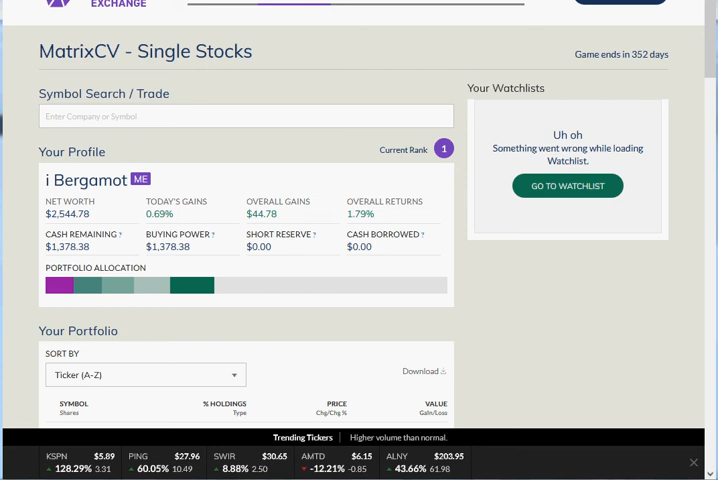 EXCHANGE
MatrixCV - Single Stocks
Game ends in 352 days
Symbol Search / Trade
Enter Company or Symbol
Your Watchlists
Uh oh
Something went wrong while loading
Watchlist.
GO TO WATCHLIST
Your Profile
Current Rank 1
i Bergamot ME
NET WORTH TODAY'S GAINS OVERALL GAINS OVERALL RETURNS
$2,544.78 0.69% $44.78 1.79%
CASH REMAINING ? BUYING POWER ? SHORT RESERVE ? CASH BORROWED ?
$1,378.38 $1,378.38 $0.00 $0.00
PORTFOLIO ALLOCATION
Your Portfolio
SORT BY
Ticker (A-Z)
Download
SYMBOL % HOLDINGS PRICE VALUE
Shares Type Chg/Chg % Gain/Loss
Trending Tickers | Higher volume than normal.
KSPN $5.89 PING $27.96 SWIR $30.65 AMTD $6.15 ALNY $203.95
128.29% 3.31 60.05% 10.49 8.88% 2.50 -12.21% -0.85 43.66% 61.98